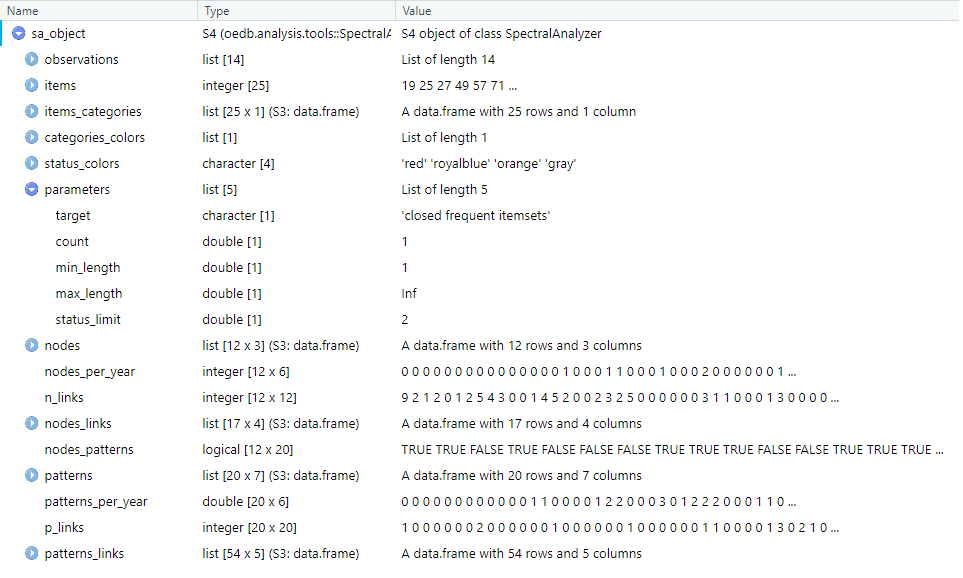 Name Type Value
sa_object S4 (oedb.analysis.tools::SpectralA S4 object of class SpectralAnalyzer
observations list [14] List of length 14
items integer [25] 19 25 27 49 57 71 ...
items_categories list [25 x 1] (S3: data.frame) A data.frame with 25 rows and 1 column
categories_colors list [1] List of length 1
status_colors character [4] 'red' 'royalblue' 'orange' 'gray'
parameters list [5] List of length 5
target character [1] 'closed frequent itemsets'
count double [1] 1
min_length double [1] 1
max_length double [1] Inf
status_limit double [1] 2
nodes list [12 x 3] (S3: data.frame) A data.frame with 12 rows and 3 columns
nodes_per_year integer [12 x 6] 0 0 0 0 0 0 0 0 0 0 0 0 0 0 0 1 0 0 0 1 1 0 0 0 1 0 0 0 2 0 0 0 0 0 0 1 ...
n_links integer [12 x 12] 9 2 1 2 0 1 2 5 4 3 0 0 1 4 5 2 0 0 2 3 2 5 0 0 0 0 0 0 3 1 1 0 0 0 1 3 0 0 0 0 ...
nodes_links list [17 x 4] (S3: data.frame) A data.frame with 17 rows and 4 columns
nodes_patterns logical [12 x 20] TRUE TRUE FALSE TRUE FALSE FALSE FALSE TRUE TRUE TRUE FALSE FALSE TRUE TRUE TRUE ...
patterns list [20 x 7] (S3: data.frame) A data.frame with 20 rows and 7 columns
patterns_per_year double [20 x 6] 0 0 0 0 0 0 0 0 0 0 0 0 1 1 0 0 0 0 1 2 2 0 0 0 3 0 1 2 2 2 0 0 0 1 1 0 ...
p_links integer [20 x 20] 1 0 0 0 0 0 0 2 0 0 0 0 0 0 1 0 0 0 0 0 0 1 0 0 0 0 0 0 1 1 0 0 0 0 1 3 0 2 1 0 ...
patterns_links list [54 x 5] (S3: data.frame) A data.frame with 54 rows and 5 columns